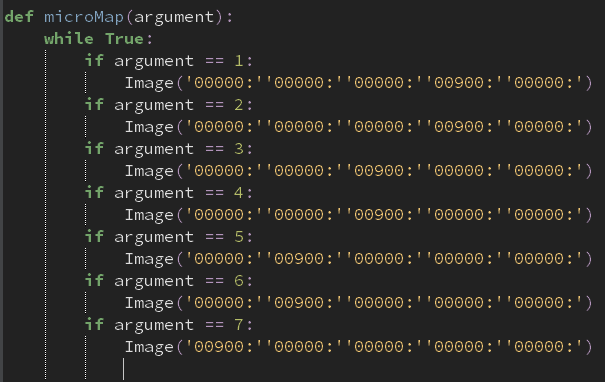 def microMap(argument):
    while True:
        if argument == 1:
            Image('00000:''00000:''00000:''00900:''00000:')
        if argument == 2:
            Image('00000:''00000:''00000:''00900:''00000:')
        if argument == 3:
            Image('00000:''00000:''00900:''00000:''00000:')
        if argument == 4:
            Image('00000:''00000:''00900:''00000:''00000:')
        if argument == 5:
            Image('00000:''00900:''00000:''00000:''00000:')
        if argument == 6:
            Image('00000:''00900:''00000:''00000:''00000:')
        if argument == 7:
            Image('00900:''00000:''00000:''00000:''00000:')